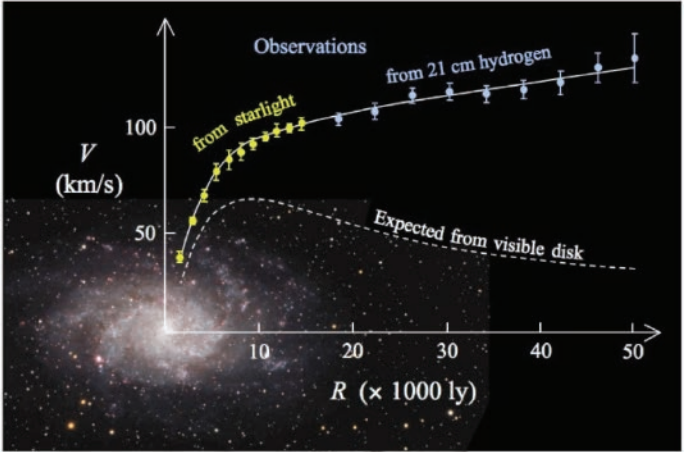 Observations
from 21 cm hydrogen
from starlight
100
V
(km/s)
50
Expected from visible disk
10 20 30 40 50
R (× 1000 ly)